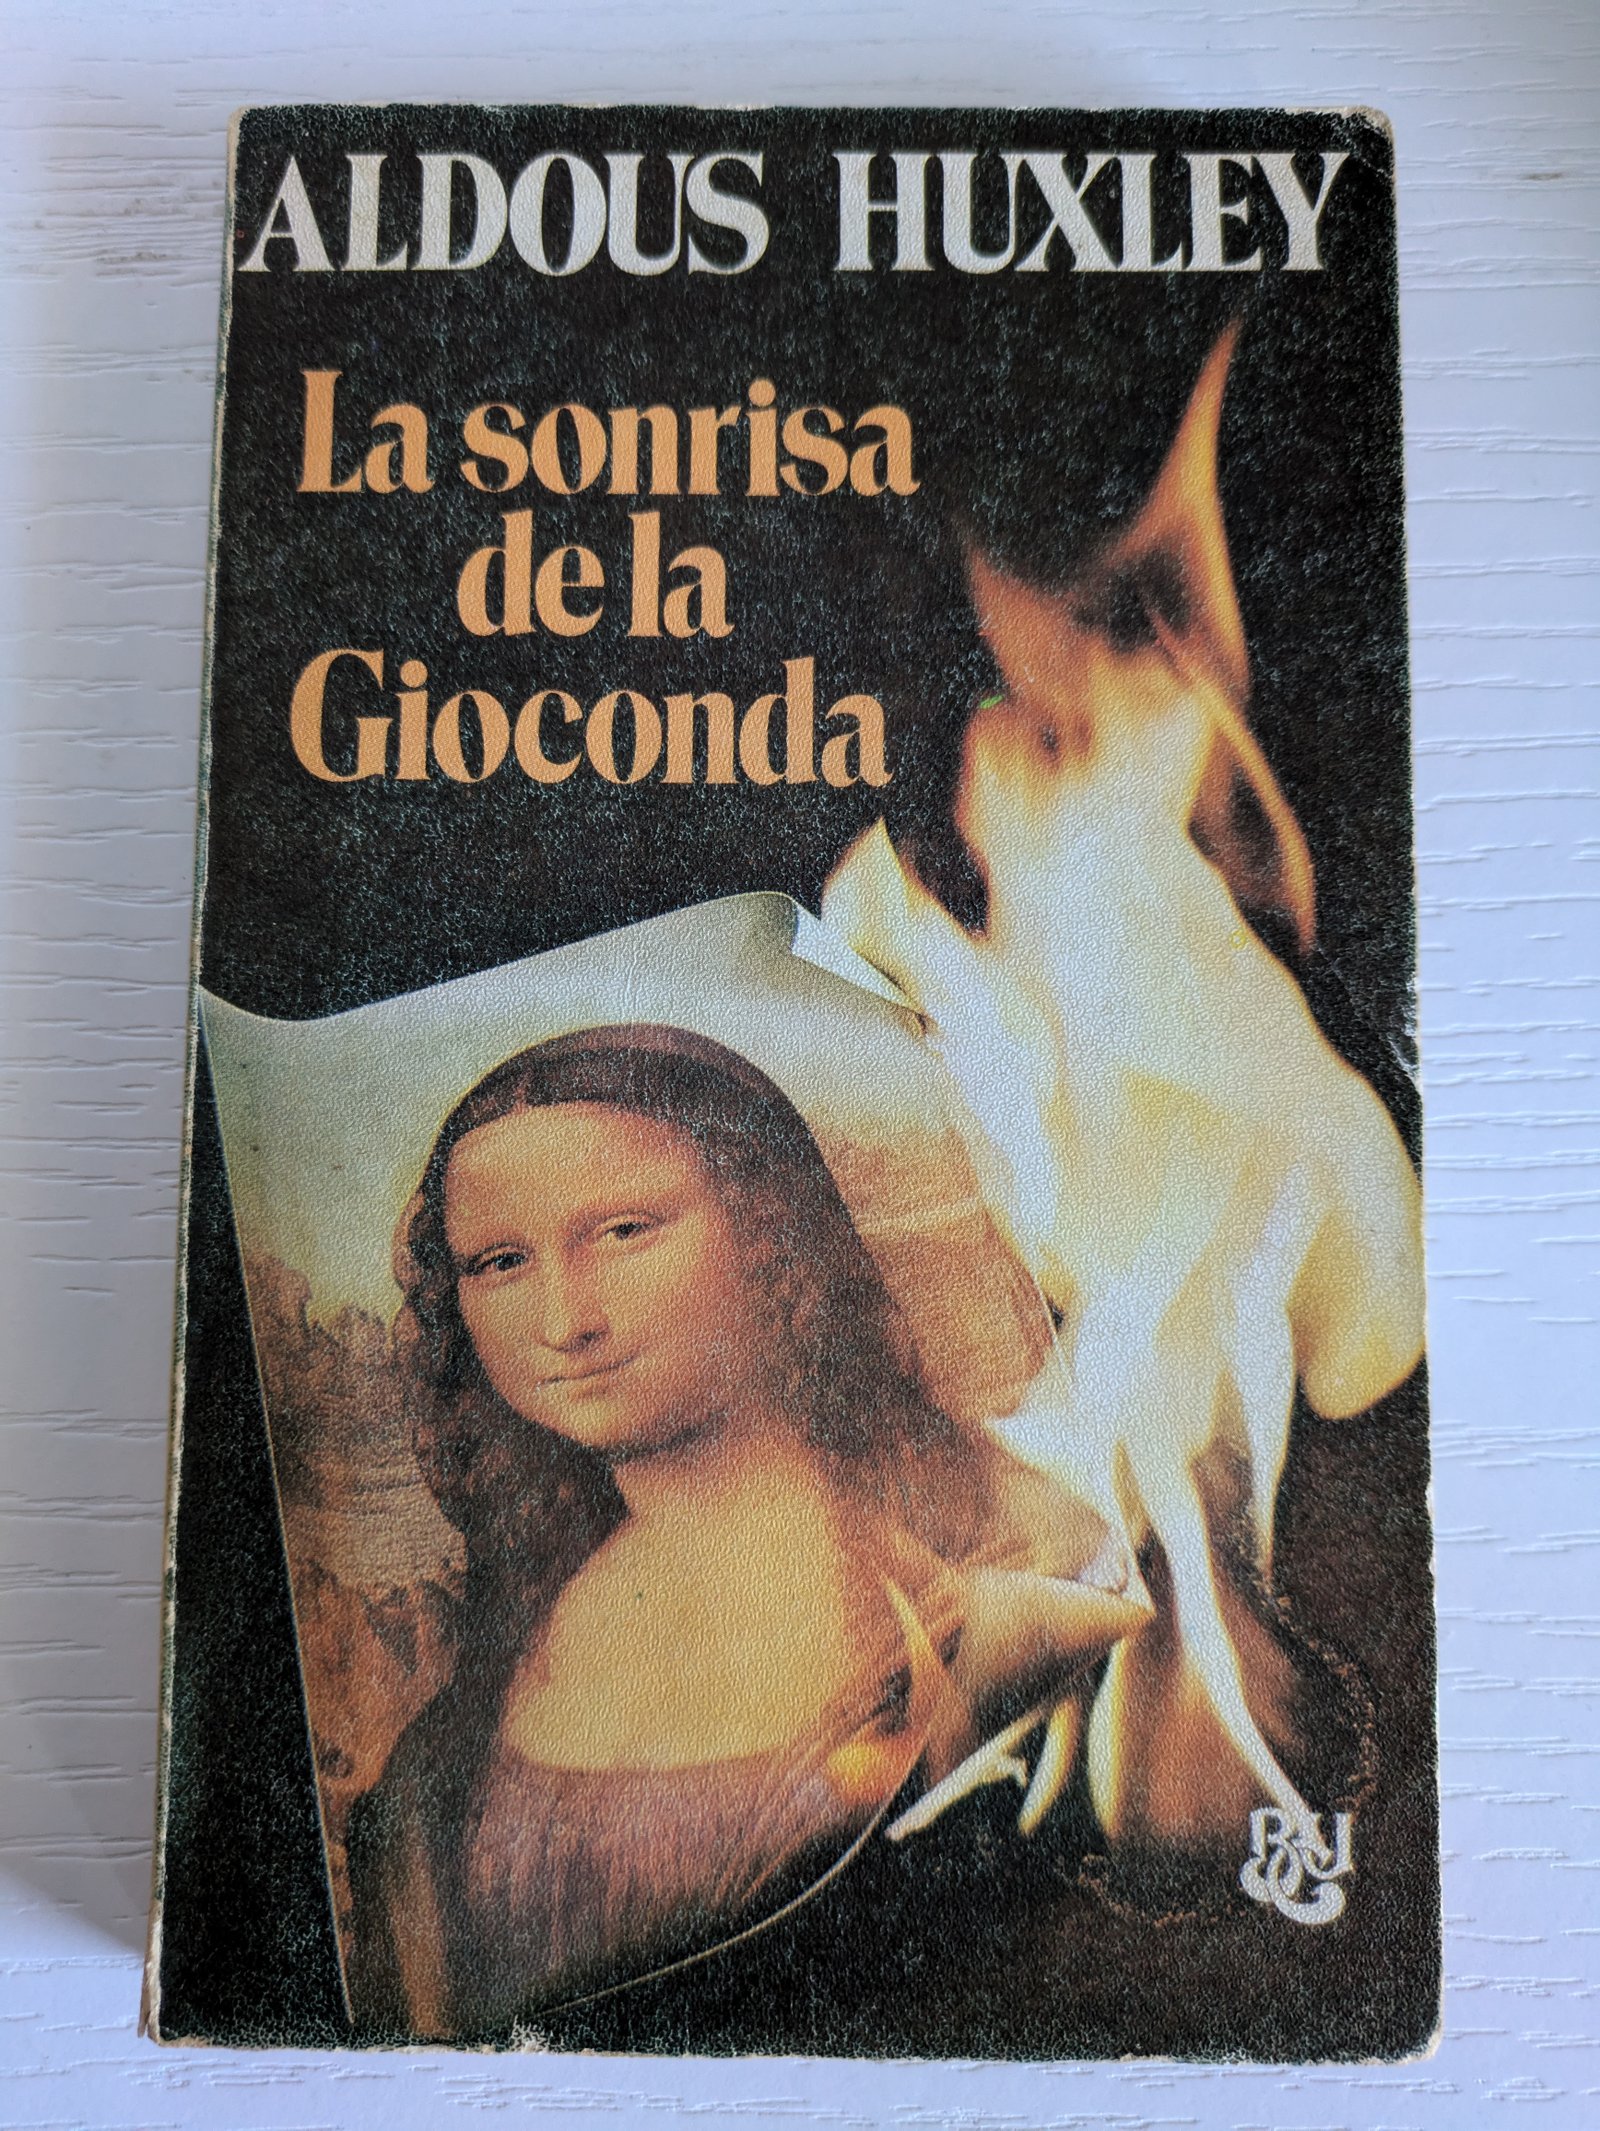 ALDOUS HUXLEY
La sonrisa
de la
Gioconda